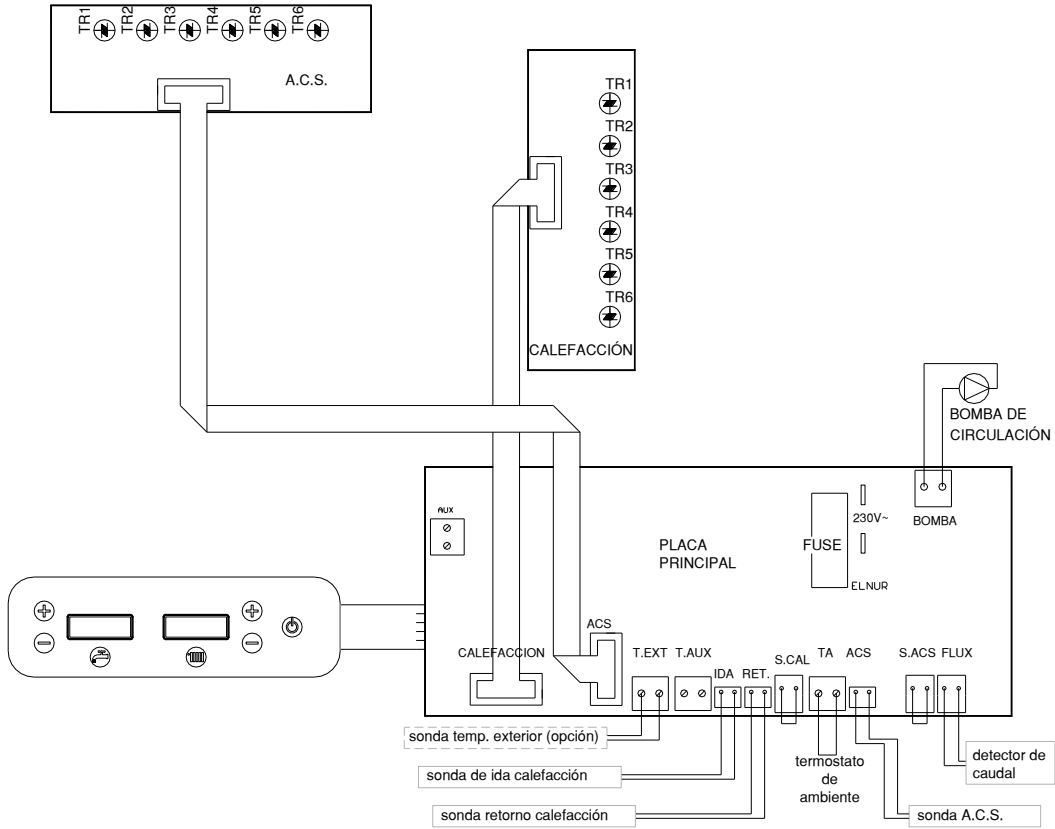 TR1 TR2 TR3 TR4 TR5 TR6
A.C.S.
TR1
TR2
TR3
TR4
TR5
TR6
CALEFACCIÓN
BOMBA DE
CIRCULACIÓN
AUX
PLACA
PRINCIPAL
FUSE
230V~
BOMBA
ELNUR
CALEFACCION
ACS
T.EXT T.AUX
IDA RET.
S.CAL
TA ACS
S.ACS FLUX
sonda temp. exterior (opción)
sonda de ida calefacción
sonda retorno calefacción
termostato
de
ambiente
detector de
caudal
sonda A.C.S.